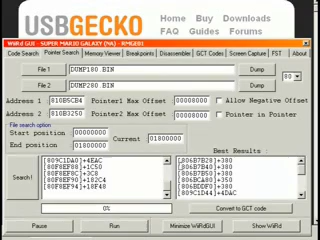 USBGECKO
Home Buy Downloads
FAQ Guides Forums
WiiRd GUI - SUPER MARIO GALAXY (NA) - RMGE01
Code Search Pointer Search Memory Viewer Breakpoints Disassembler GCT Codes Screen Capture FST About
File 1 DUMP180.BIN Dump
80
File 2 DUMP280.BIN Dump
Address 1 : 810B5CB4 Pointer1 Max Offset 00008000 Allow Negative Offset
Address 2 : 810B3250 Pointer2 Max Offset 00008000 Pointer in Pointer
File search option
Start position 00000000
Current : 01800000
End position 01800000
Best Results :
Search!
[809C1DA0]+4EAC
[80F8EF88]+1C50
[80F8EF8C]+3C8
[80F8EF90]+182C4
[80F8EF94]+18F48
[806B7B28]+380
[806B7B40]+380
[806B7B50]+380
[806BCA80]+350
[806BDDF0]+380
[809C1D44]+4DAC
0%
Convert to GCT code
Pause Run Minimize WiiRdGUI Show WiiRd